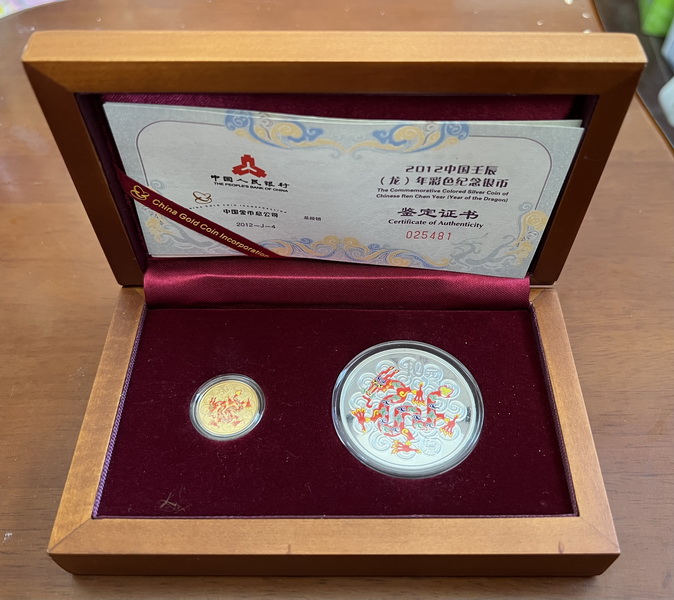 中国人民银行
THE PEOPLE'S BANK OF CHINA
中国金币总公司
总经销
2012—J—4
China Gold Coin Incorporation
2012中国壬辰
（龙）年彩色纪念银币
The Commemorative Colored Silver Coin of
Chinese Ren Chen Year (Year of the Dragon)
鉴定证书
Certificate of Authenticity
025481